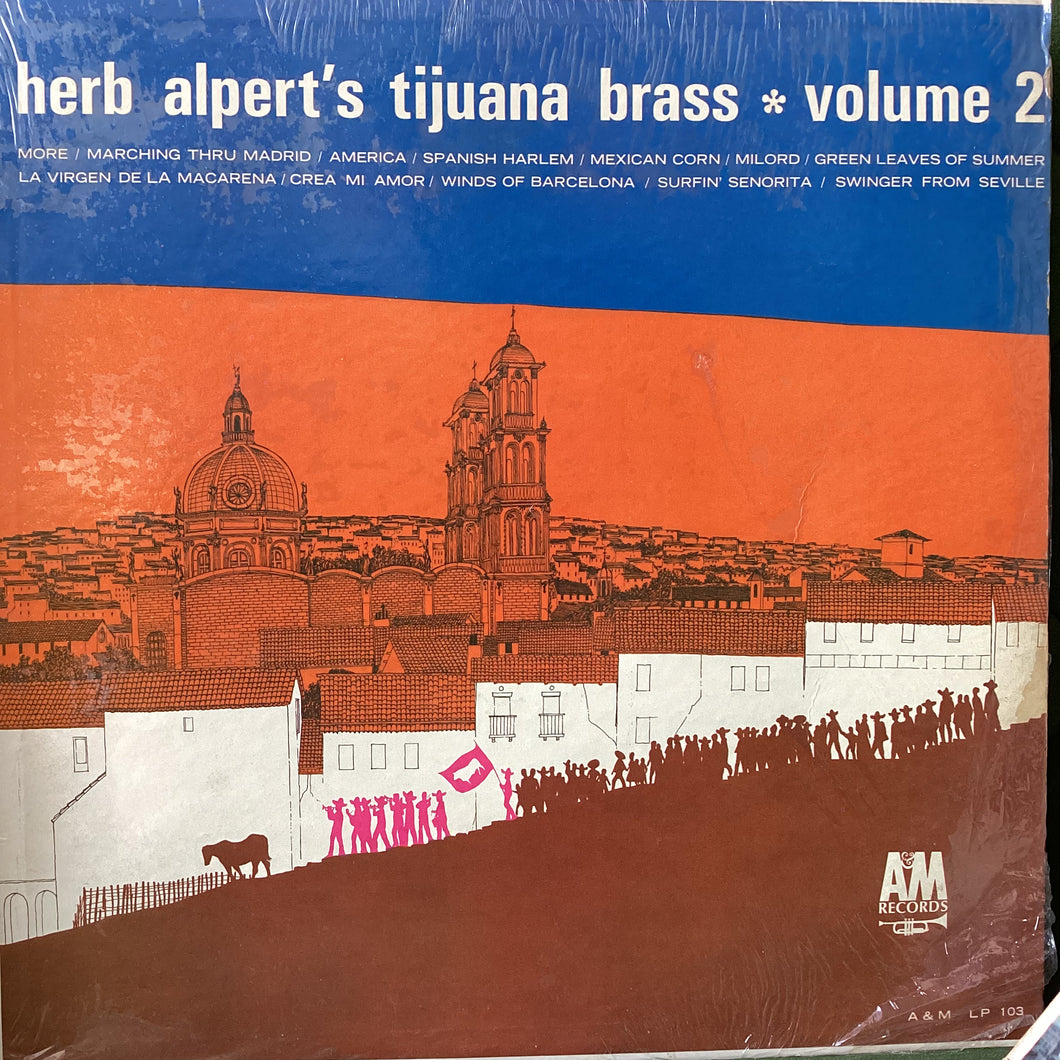 herb alpert's tijuana brass * volume 2
MORE / MARCHING THRU MADRID / AMERICA / SPANISH HARLEM / MEXICAN CORN / MILORD / GREEN LEAVES OF SUMMER
LA VIRGEN DE LA MACARENA / CREA MI AMOR / WINDS OF BARCELONA / SURFIN' SENORITA / SWINGER FROM SEVILLE
A&M
RECORDS
A & M LP 103